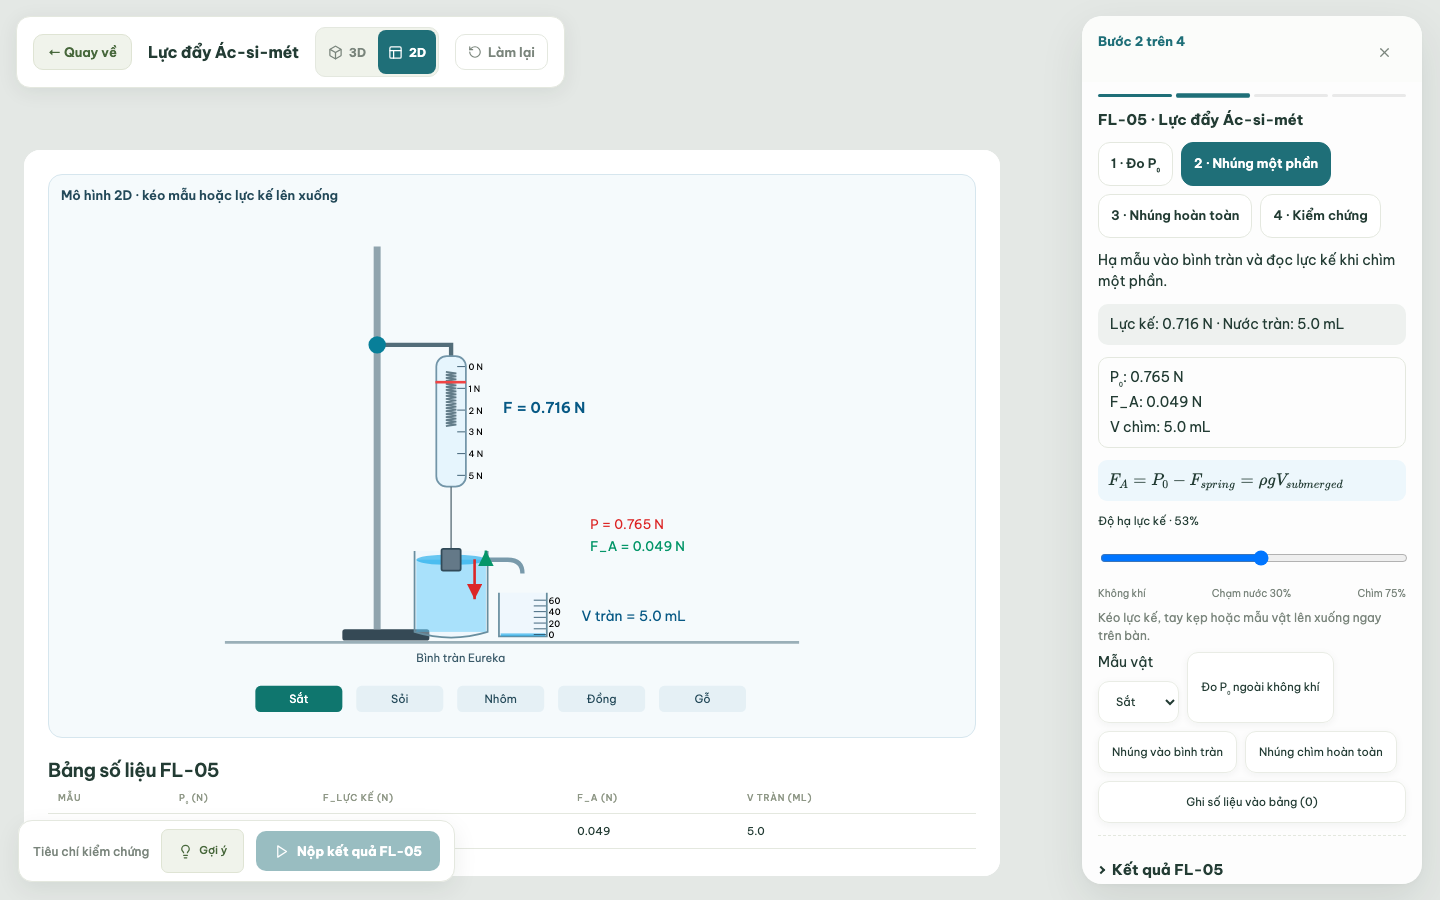 ← Quay về
Lực đẩy Ác-si-mét
3D
2D
Làm lại
Mô hình 2D · kéo mẫu hoặc lực kế lên xuống
0 N
1 N
2 N
3 N
4 N
5 N
F = 0.716 N
P = 0.765 N
F_A = 0.049 N
60
40
20
0
V tràn = 5.0 mL
Bình tràn Eureka
Sắt
Sỏi
Nhôm
Đồng
Gỗ
Bảng số liệu FL-05
MẪU
P₀ (N)
F_LỰC KẾ (N)
F_A (N)
V TRÀN (ML)
0.049
5.0
Tiêu chí kiểm chứng
Gợi ý
Nộp kết quả FL-05
Bước 2 trên 4
FL-05 · Lực đẩy Ác-si-mét
1 · Đo P₀
2 · Nhúng một phần
3 · Nhúng hoàn toàn
4 · Kiểm chứng
Hạ mẫu vào bình tràn và đọc lực kế khi chìm
một phần.
Lực kế: 0.716 N · Nước tràn: 5.0 mL
P₀: 0.765 N
F_A: 0.049 N
V chìm: 5.0 mL
F_A = P_0 − F_spring = ρgV_submerged
Độ hạ lực kế · 53%
Không khí
Chạm nước 30%
Chìm 75%
Kéo lực kế, tay kẹp hoặc mẫu vật lên xuống ngay
trên bàn.
Mẫu vật
Sắt
Đo P₀ ngoài không khí
Nhúng vào bình tràn
Nhúng chìm hoàn toàn
Ghi số liệu vào bảng (0)
Kết quả FL-05